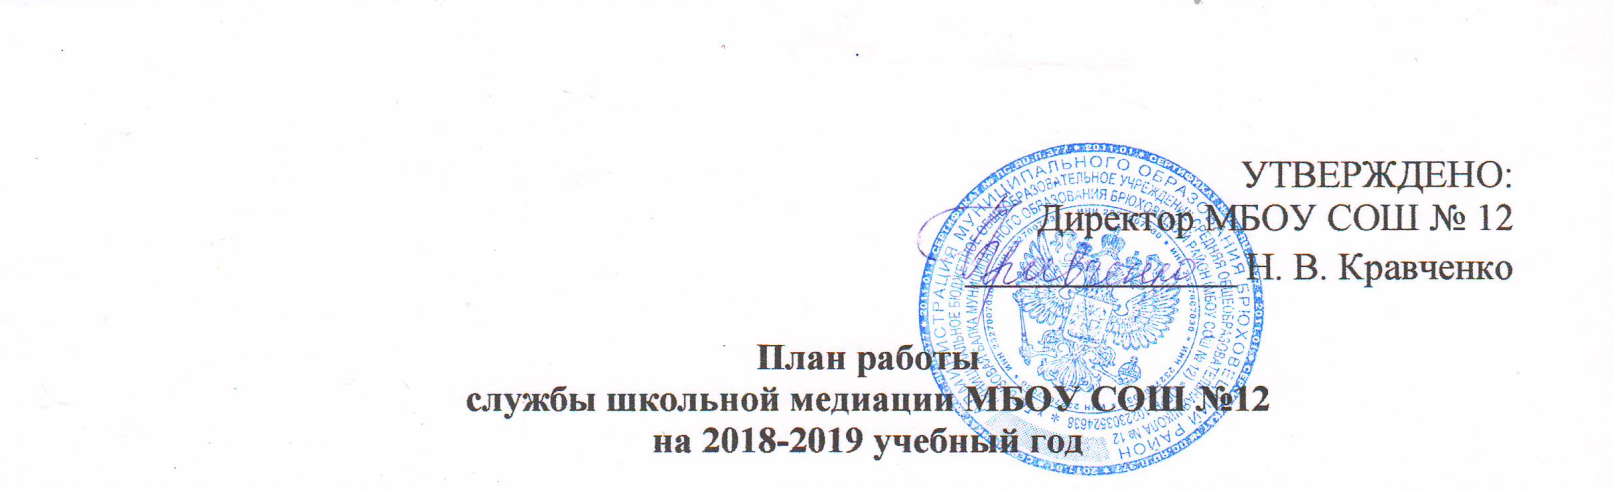 УТВЕРЖДЕНО:
Директор МБОУ СОШ № 12
Н. В. Кравченко
План работы
службы школьной медиации МБОУ СОШ №12
на 2018-2019 учебный год